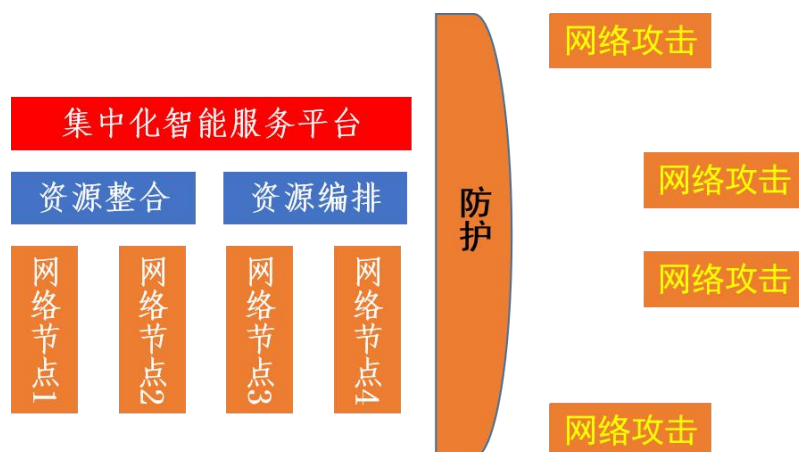 网络攻击
集中化智能服务平台
网络攻击
资源整合
资源编排
防护
网络攻击
网络节点1
网络节点2
网络节点3
网络节点4
网络攻击